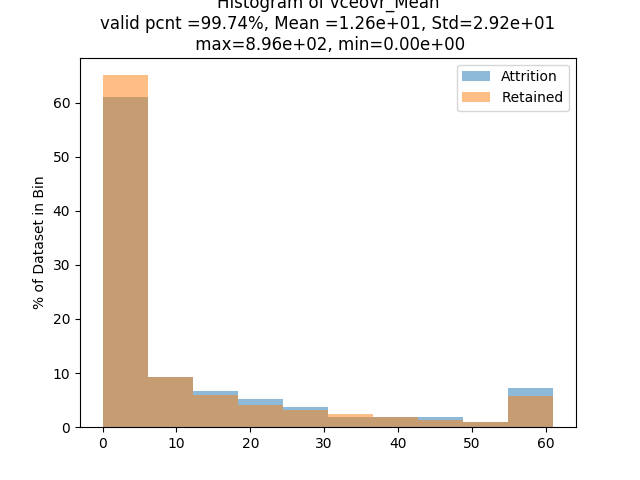 Histogram of vceovr_Mean
valid pcnt =99.74%, Mean =1.26e+01, Std=2.92e+01
max=8.96e+02, min=0.00e+00
Attrition
Retained
% of Dataset in Bin
60
50
40
30
20
10
0
0 10 20 30 40 50 60